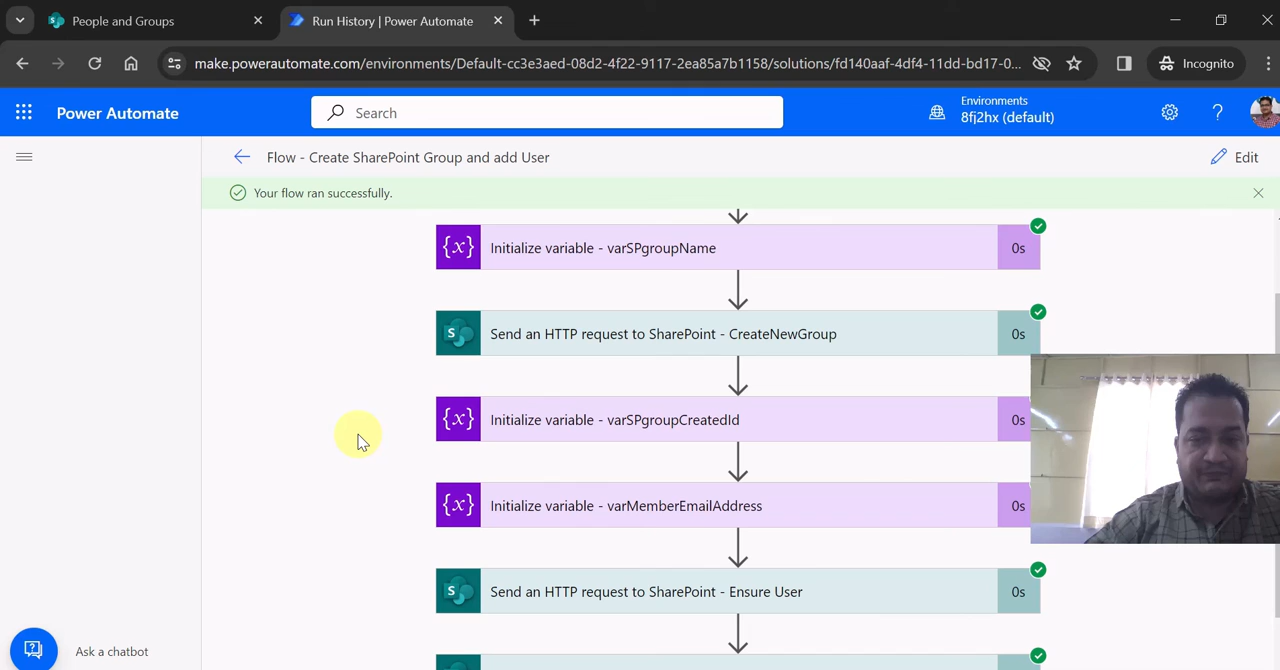 People and Groups
Run History | Power Automate
make.powerautomate.com/environments/Default-cc3e3aed-08d2-4f22-9117-2ea85a7b1158/solutions/fd140aaf-4df4-11dd-bd17-0...
Incognito
Power Automate
Search
Environments
8fj2hx (default)
Flow - Create SharePoint Group and add User
Edit
Your flow ran successfully.
{x} Initialize variable - varSPgroupName 0s
S Send an HTTP request to SharePoint - CreateNewGroup 0s
{x} Initialize variable - varSPgroupCreatedId 0s
{x} Initialize variable - varMemberEmailAddress 0s
S Send an HTTP request to SharePoint - Ensure User 0s
Ask a chatbot